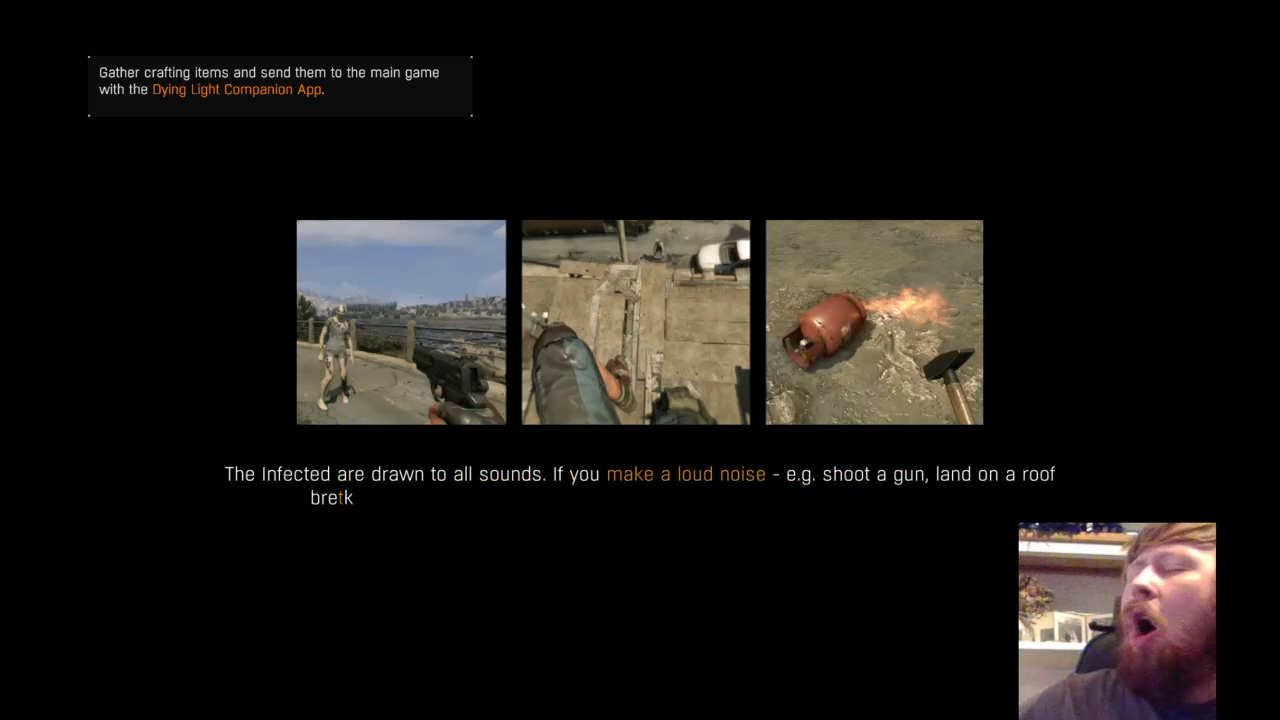 Gather crafting items and send them to the main game
with the Dying Light Companion App.
The Infected are drawn to all sounds. If you make a loud noise - e.g. shoot a gun, land on a roof
bretk